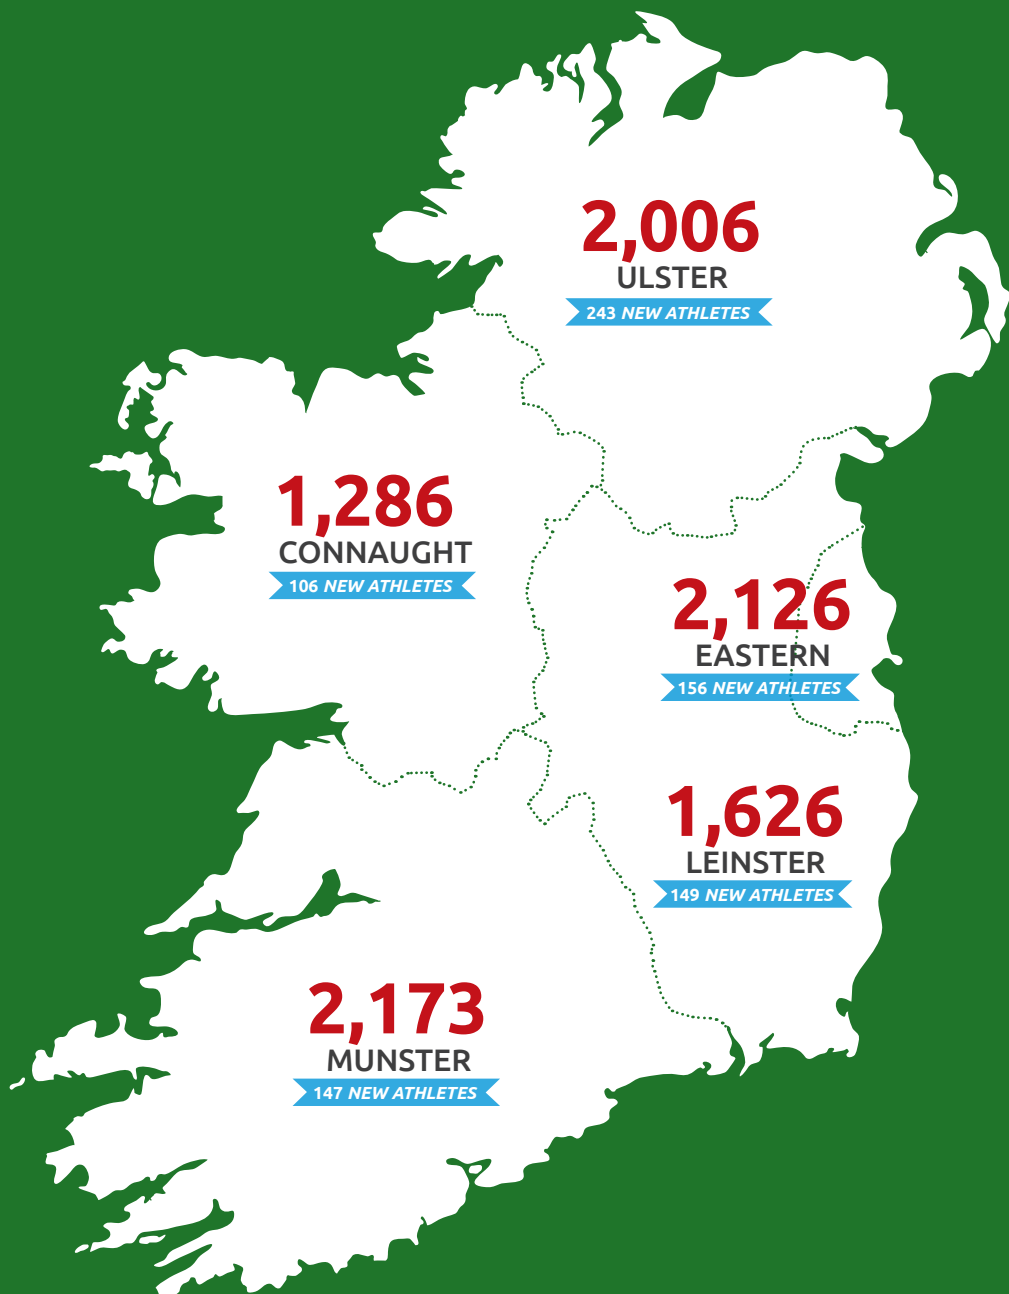 2,006
ULSTER
243 NEW ATHLETES
1,286
CONNAUGHT
106 NEW ATHLETES
2,126
EASTERN
156 NEW ATHLETES
1,626
LEINSTER
149 NEW ATHLETES
2,173
MUNSTER
147 NEW ATHLETES